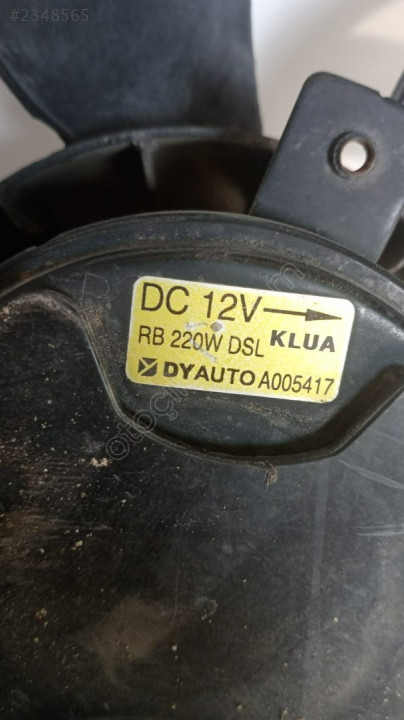 #2348565
DC 12V
RB 220W DSL KLUA
DYAUTO A005417